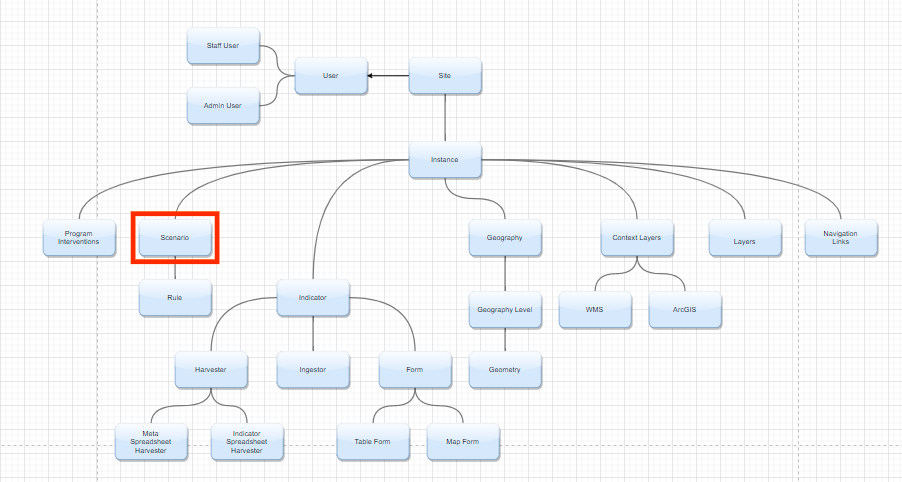 Staff User
User
Site
Admin User
Instance
Program
Interventions
Scenario
Geography
Context Layers
Layers
Navigation
Links
Rule
Indicator
Geography Level
WMS
ArcGIS
Harvester
Ingestor
Form
Geometry
Meta
Spreadsheet
Harvester
Indicator
Spreadsheet
Harvester
Table Form
Map Form